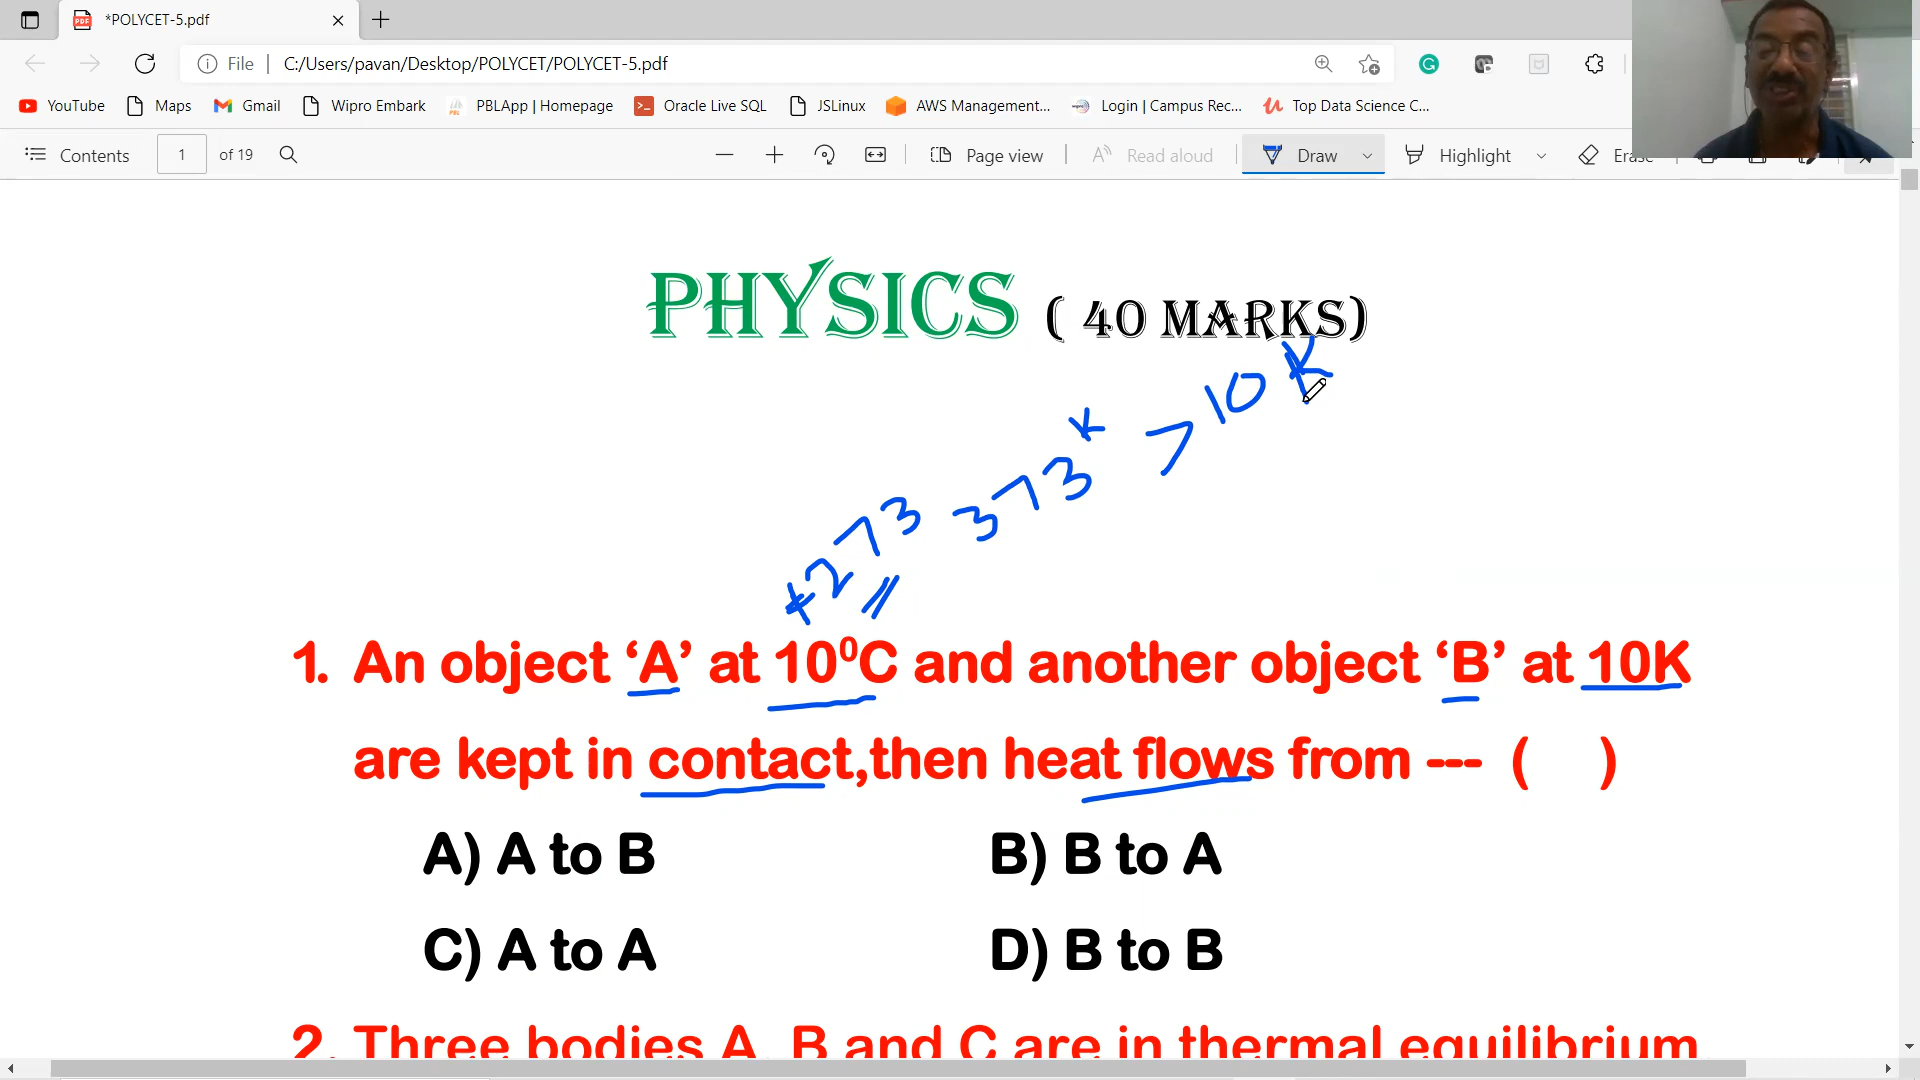 *POLYCET-5.pdf
File C:/Users/pavan/Desktop/POLYCET/POLYCET-5.pdf
YouTube Maps Gmail Wipro Embark PBLApp | Homepage Oracle Live SQL JSLinux AWS Management... Login | Campus Rec... Top Data Science C...
Contents 1 of 19 Page view Read aloud Draw Highlight Erase
PHYSICS ( 40 MARKS)
+273 373 K > 10 K
1. An object ‘A’ at 10⁰C and another object ‘B’ at 10K
are kept in contact,then heat flows from --- ( )
A) A to B B) B to A
C) A to A D) B to B
2. Three bodies A, B and C are in thermal equilibrium